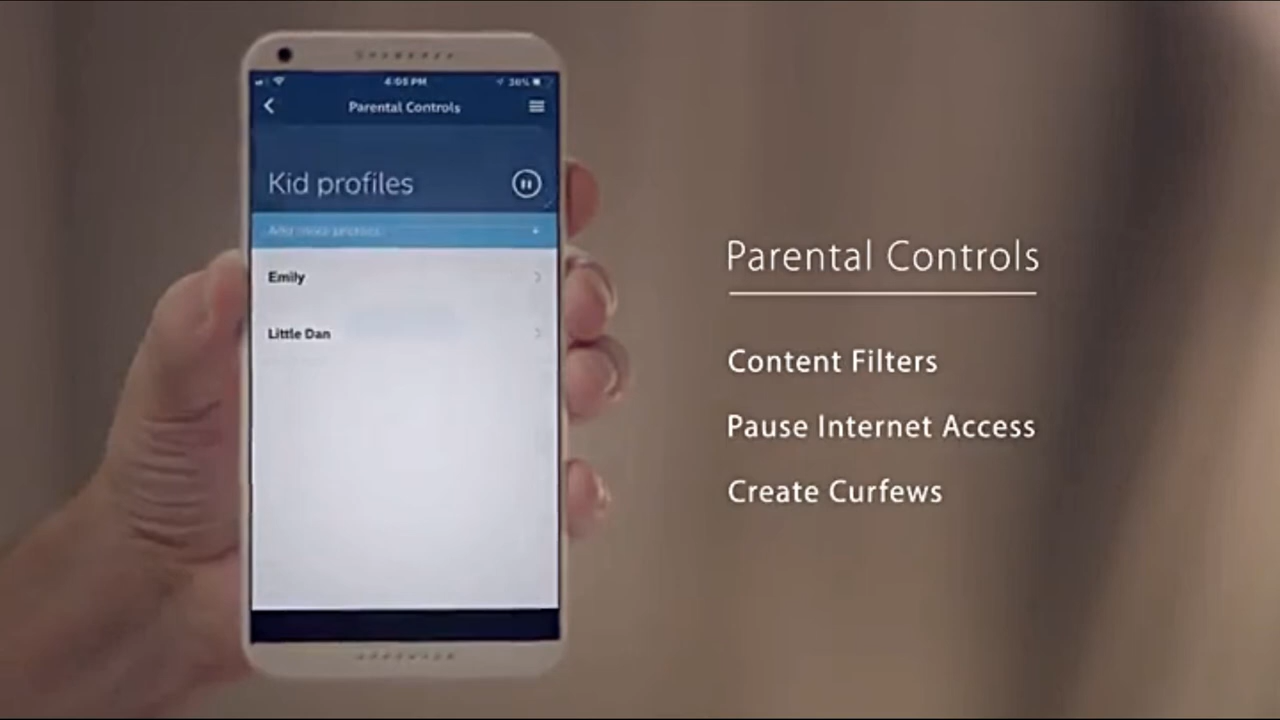 4:05 PM
36%
Parental Controls
Kid profiles
Emily
Little Dan
Parental Controls
Content Filters
Pause Internet Access
Create Curfews